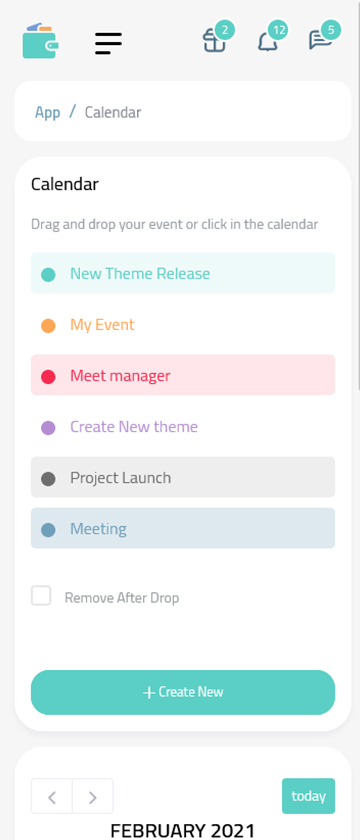 2
12
5
App / Calendar
Calendar
Drag and drop your event or click in the calendar
New Theme Release
My Event
Meet manager
Create New theme
Project Launch
Meeting
Remove After Drop
+ Create New
today
FEBRUARY 2021